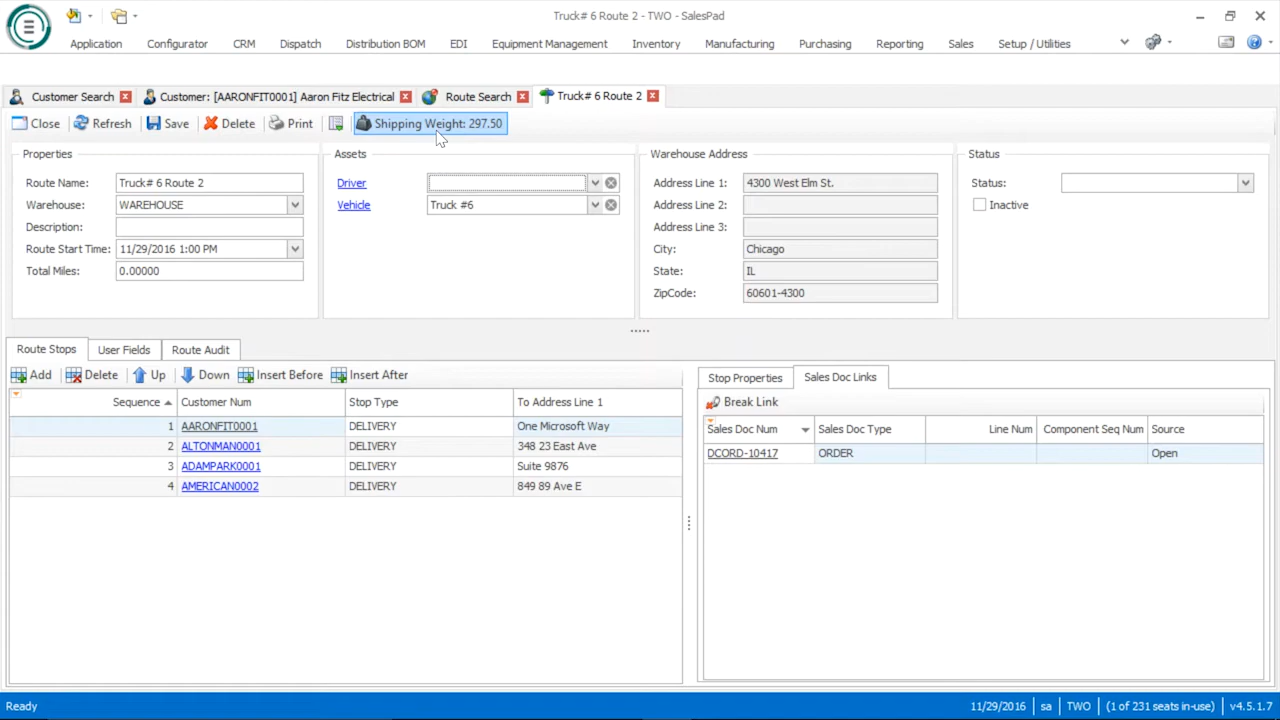 Truck# 6 Route 2 - TWO - SalesPad
Application Configurator CRM Dispatch Distribution BOM EDI Equipment Management Inventory Manufacturing Purchasing Reporting Sales Setup / Utilities
Customer Search Customer: [AARONFIT0001] Aaron Fitz Electrical Route Search Truck# 6 Route 2
Close Refresh Save Delete Print Shipping Weight: 297.50
Properties
Route Name: Truck# 6 Route 2
Warehouse: WAREHOUSE
Description:
Route Start Time: 11/29/2016 1:00 PM
Total Miles: 0.00000
Assets
Driver
Vehicle Truck #6
Warehouse Address
Address Line 1: 4300 West Elm St.
Address Line 2:
Address Line 3:
City: Chicago
State: IL
ZipCode: 60601-4300
Status
Status:
Inactive
Route Stops User Fields Route Audit
Add Delete Up Down Insert Before Insert After
Sequence Customer Num Stop Type To Address Line 1
1 AARONFIT0001 DELIVERY One Microsoft Way
2 ALTONMAN0001 DELIVERY 348 23 East Ave
3 ADAMPARK0001 DELIVERY Suite 9876
4 AMERICAN0002 DELIVERY 849 89 Ave E
Stop Properties Sales Doc Links
Break Link
Sales Doc Num Sales Doc Type Line Num Component Seq Num Source
DCORD-10417 ORDER Open
Ready 11/29/2016 sa TWO (1 of 231 seats in-use) v4.5.1.7